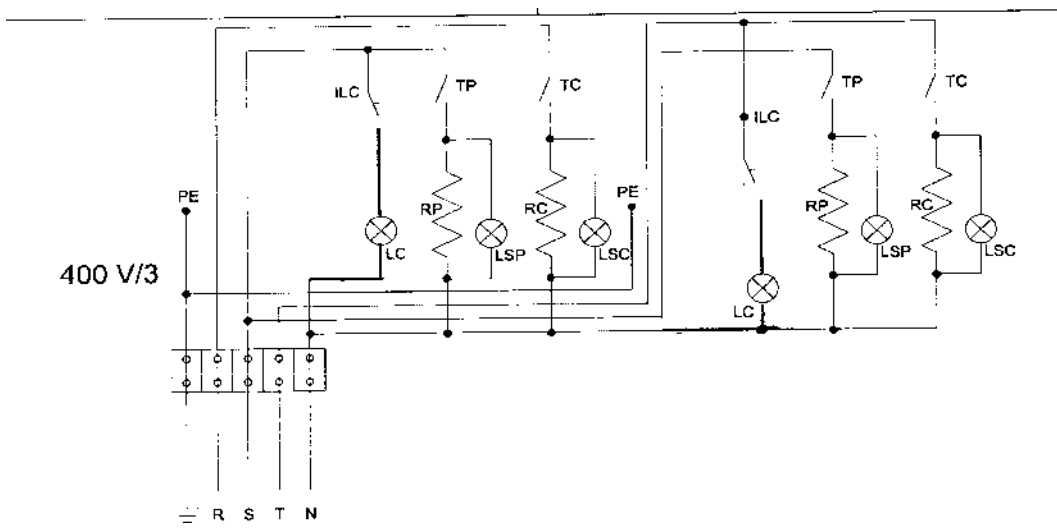 TP
TC
TP
TC
ILC
ILC
PE
RP
RC
PE
RP
RC
LC
LSP
LSC
LSP
LSC
400 V/3
LC
R S T N